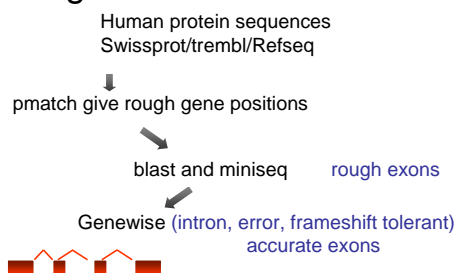 Human protein sequences
Swissprot/trembl/Refseq
pmatch give rough gene positions
blast and miniseq rough exons
Genewise (intron, error, frameshift tolerant)
accurate exons